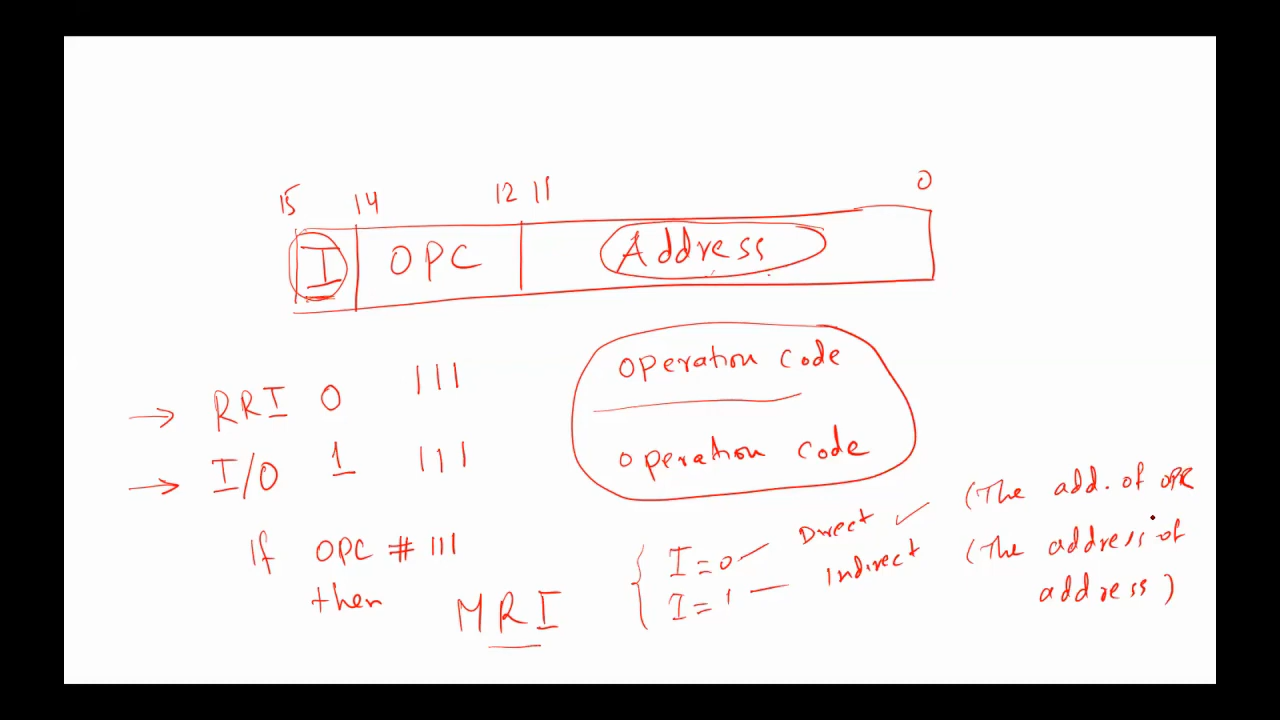 15 14 12 11 0
I OPC Address
RRI 0 111
operation code
I/O 1 111
operation code
If OPC # 111
then MRI
I=0 — Direct ✓ (The add. of OPR
I=1 — Indirect (The address of
address)